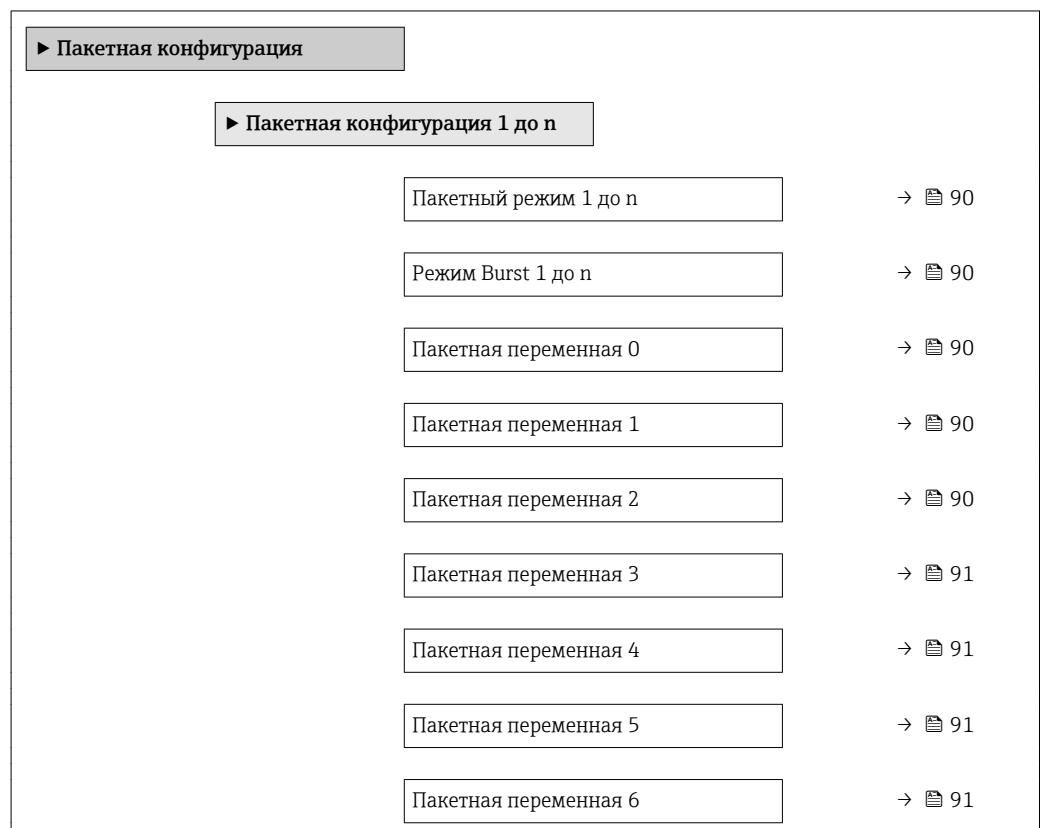 ▶ Пакетная конфигурация
▶ Пакетная конфигурация 1 до n
Пакетный режим 1 до n → 90
Режим Burst 1 до n → 90
Пакетная переменная 0 → 90
Пакетная переменная 1 → 90
Пакетная переменная 2 → 90
Пакетная переменная 3 → 91
Пакетная переменная 4 → 91
Пакетная переменная 5 → 91
Пакетная переменная 6 → 91